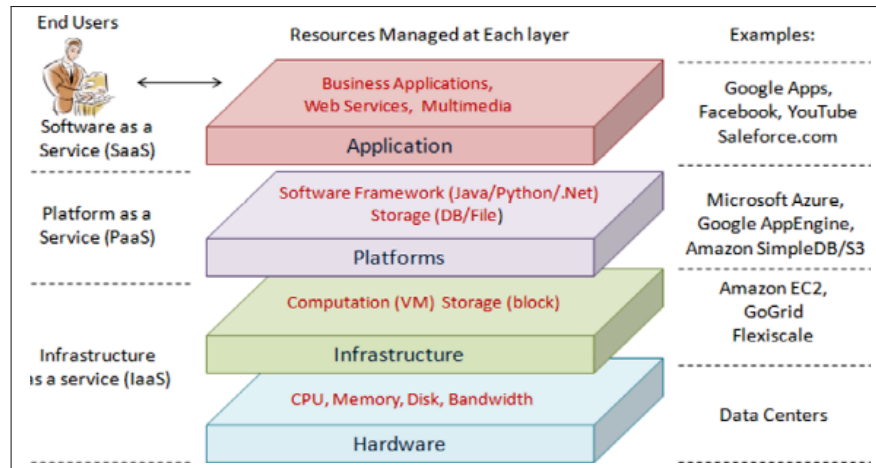 End Users
Resources Managed at Each layer
Examples:
Business Applications,
Web Services, Multimedia
Application
Software as a
Service (SaaS)
Google Apps,
Facebook, YouTube
Saleforce.com
Software Framework (Java/Python/.Net)
Storage (DB/File)
Platforms
Platform as a
Service (PaaS)
Microsoft Azure,
Google AppEngine,
Amazon SimpleDB/S3
Computation (VM) Storage (block)
Infrastructure
Amazon EC2,
GoGrid
Flexiscale
Infrastructure
as a service (IaaS)
CPU, Memory, Disk, Bandwidth
Hardware
Data Centers